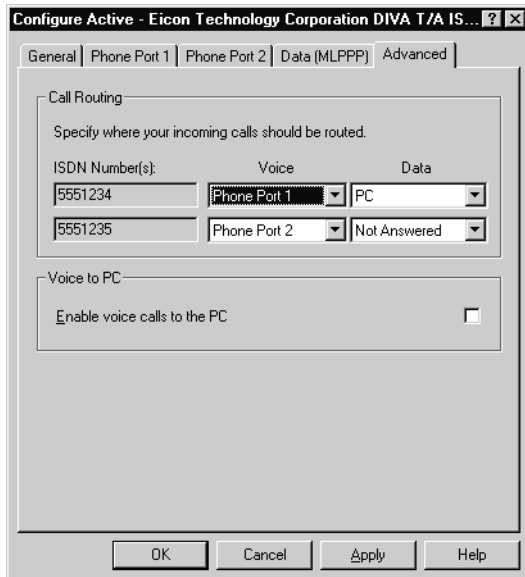 Configure Active - Eicon Technology Corporation DIVA T/A IS... ? X
General Phone Port 1 Phone Port 2 Data (MLPPP) Advanced
Call Routing
Specify where your incoming calls should be routed.
ISDN Number(s): Voice Data
5551234 Phone Port 1 PC
5551235 Phone Port 2 Not Answered
Voice to PC
Enable voice calls to the PC
OK Cancel Apply Help